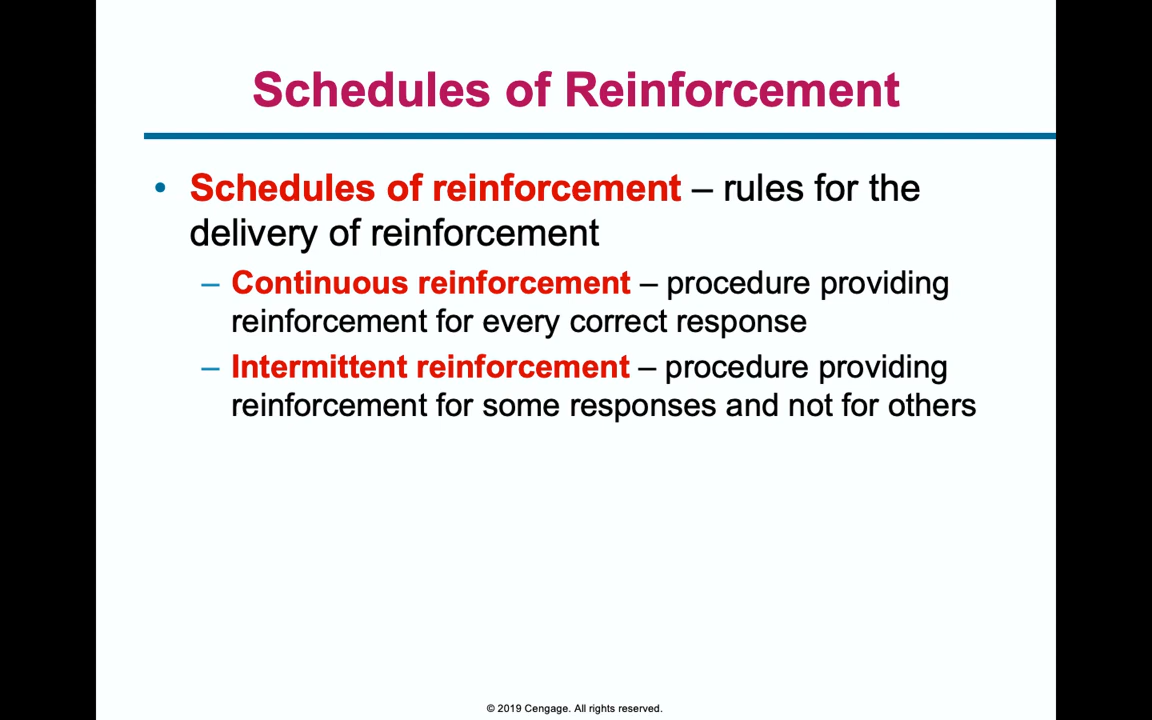 Schedules of Reinforcement
• Schedules of reinforcement – rules for the
delivery of reinforcement
– Continuous reinforcement – procedure providing
reinforcement for every correct response
– Intermittent reinforcement – procedure providing
reinforcement for some responses and not for others
© 2019 Cengage. All rights reserved.